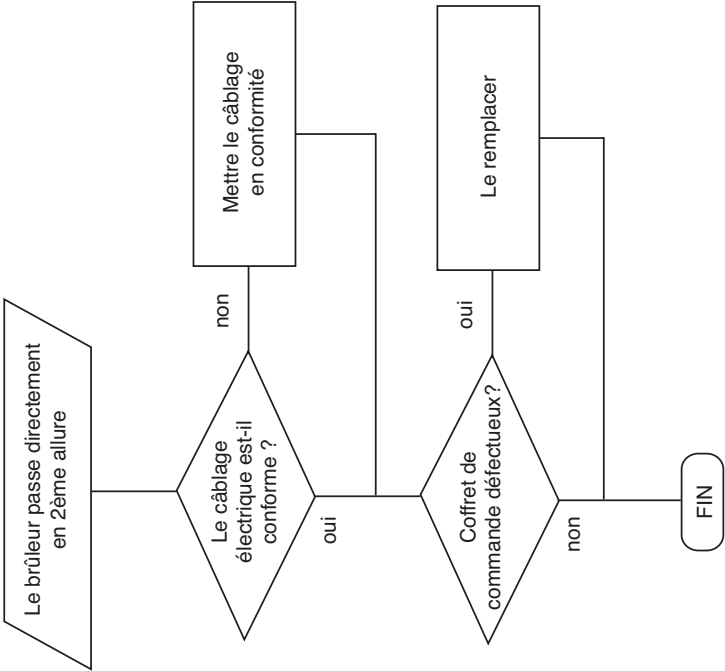 Le brûleur passe directement
en 2ème allure
Le câblage
électrique est-il
conforme ?
non
Mettre le câblage
en conformité
oui
Coffret de
commande défectueux?
oui
Le remplacer
non
FIN